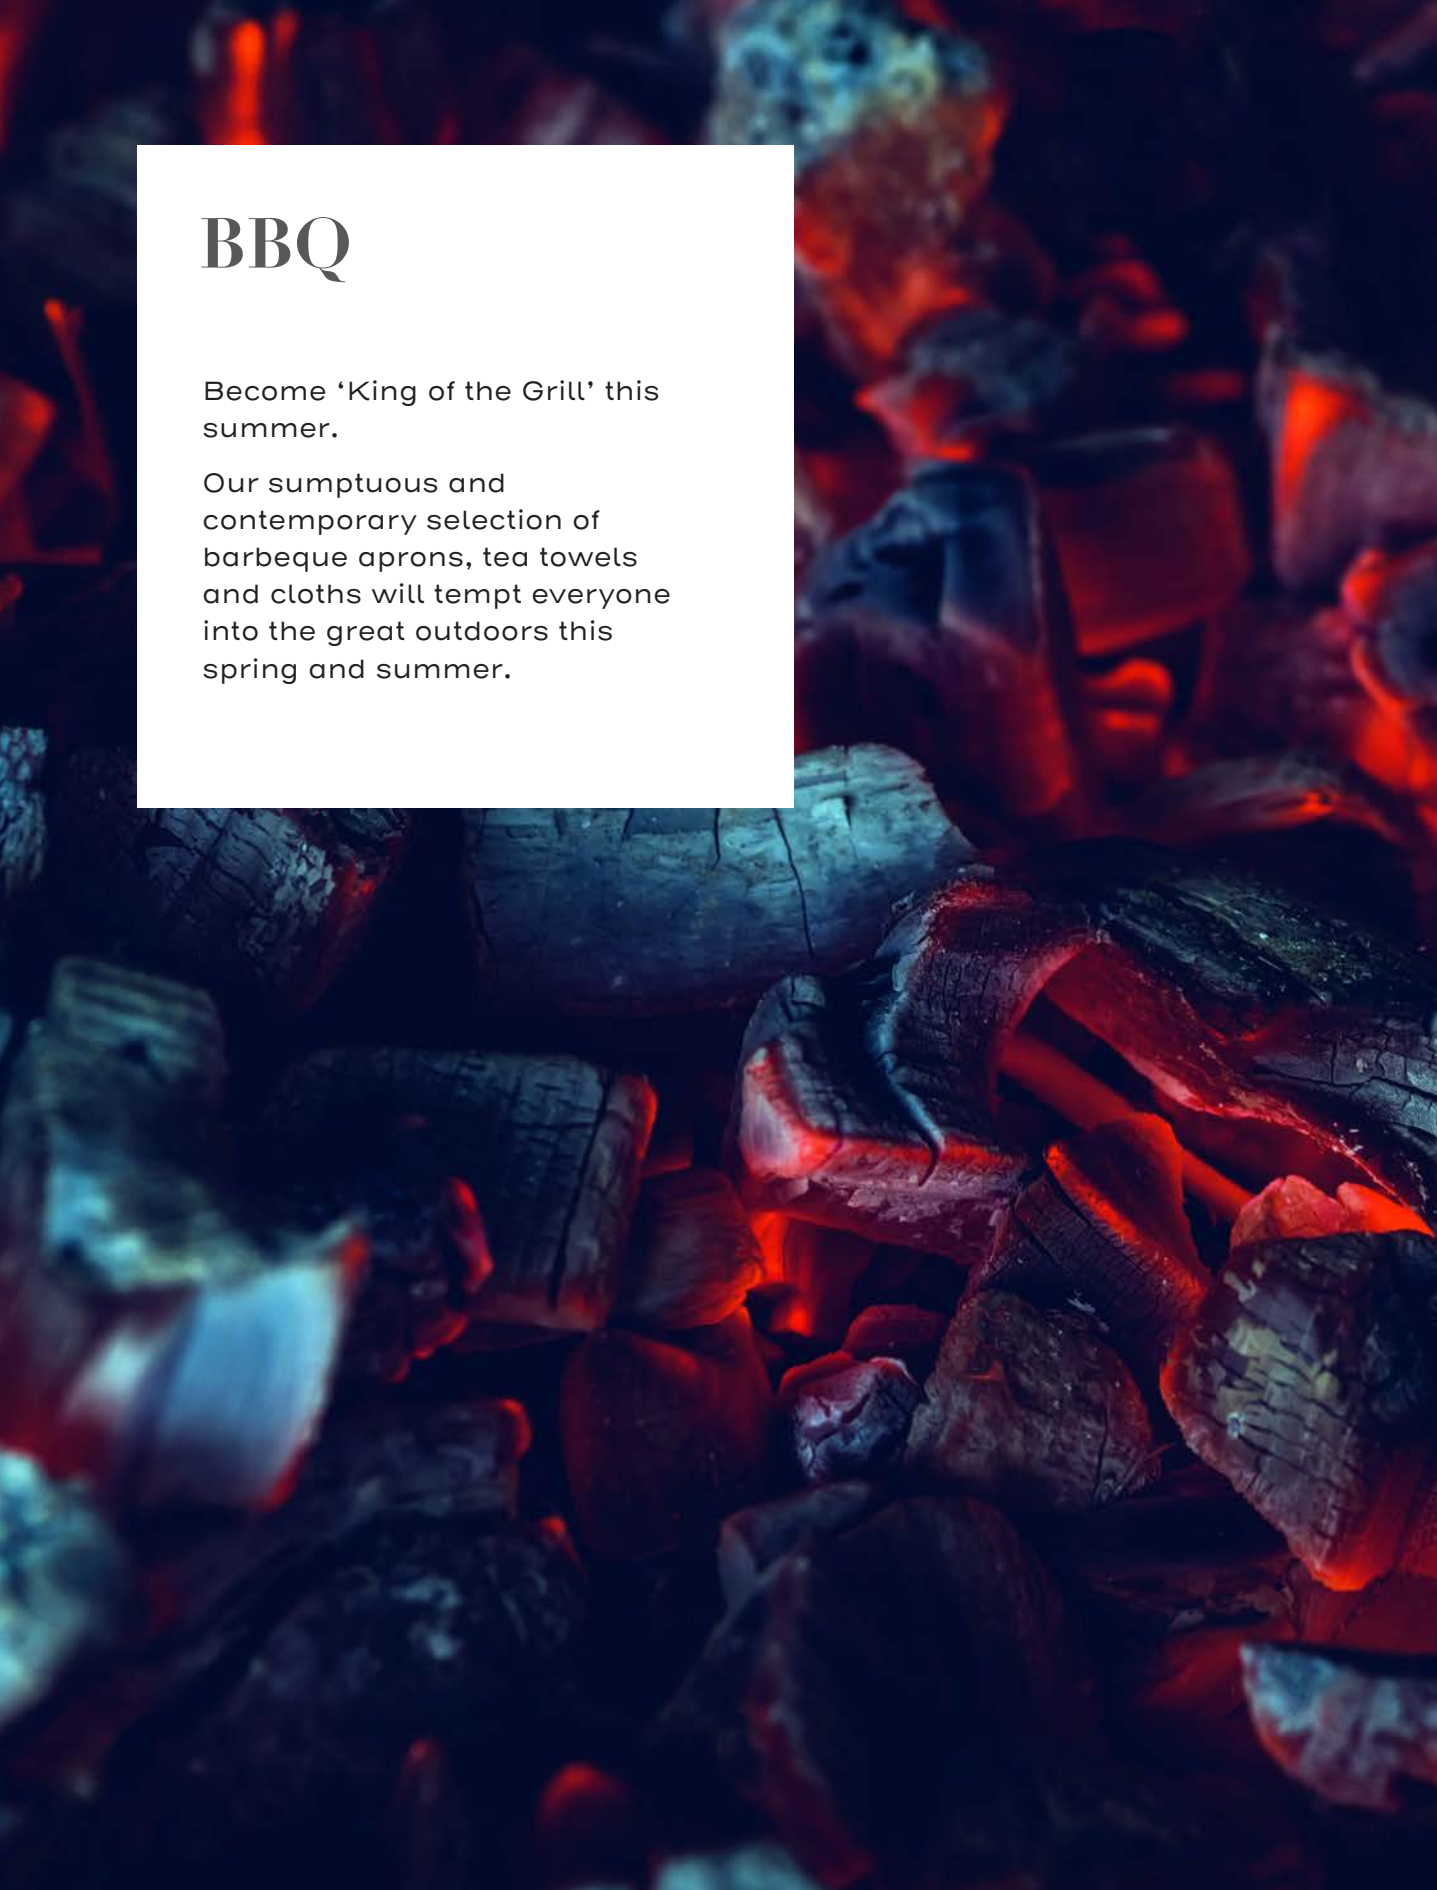 BBQ
Become ‘King of the Grill’ this
summer.
Our sumptuous and
contemporary selection of
barbeque aprons, tea towels
and cloths will tempt everyone
into the great outdoors this
spring and summer.